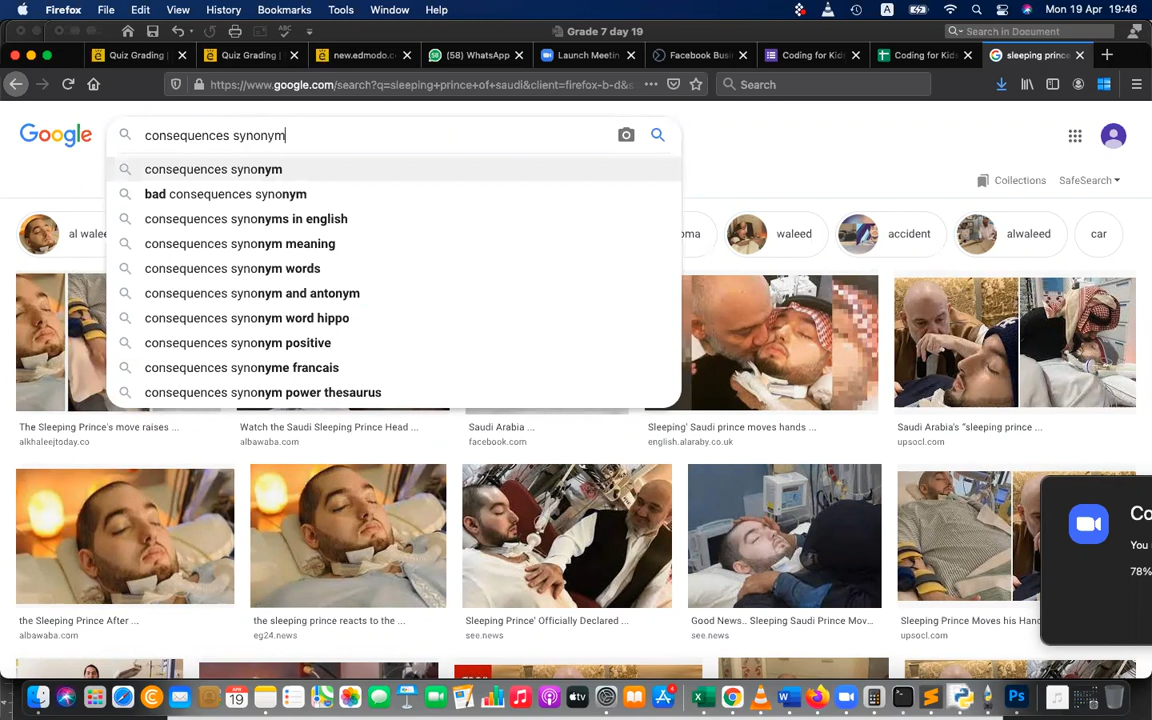 Firefox File Edit View History Bookmarks Tools Window Help
A
Mon 19 Apr 19:46
Grade 7 day 19
Search in Document
Quiz Grading |
Quiz Grading |
new.edmodo.c
(58) WhatsApp
Launch Meetin
Facebook Busi
Coding for Kid
Coding for Kid
sleeping prince
https://www.google.com/search?q=sleeping+prince+of+saudi&client=firefox-b-d&s
Search
Google
consequences synonym
Collections
SafeSearch
consequences synonym
bad consequences synonym
consequences synonyms in english
consequences synonym meaning
consequences synonym words
consequences synonym and antonym
consequences synonym word hippo
consequences synonym positive
consequences synonyme francais
consequences synonym power thesaurus
al walee
oma
waleed
accident
alwaleed
car
The Sleeping Prince's move raises ...
alkhaleejtoday.co
Watch the Saudi Sleeping Prince Head ...
albawaba.com
Saudi Arabia ...
facebook.com
Sleeping' Saudi prince moves hands ...
english.alaraby.co.uk
Saudi Arabia's "sleeping prince ...
upsocl.com
Co
You
78%
the Sleeping Prince After ...
albawaba.com
the sleeping prince reacts to the ...
eg24.news
Sleeping Prince' Officially Declared ...
see.news
Good News.. Sleeping Saudi Prince Mov...
see.news
Sleeping Prince Moves his Hand
upsocl.com
APR
19
tv
Ps